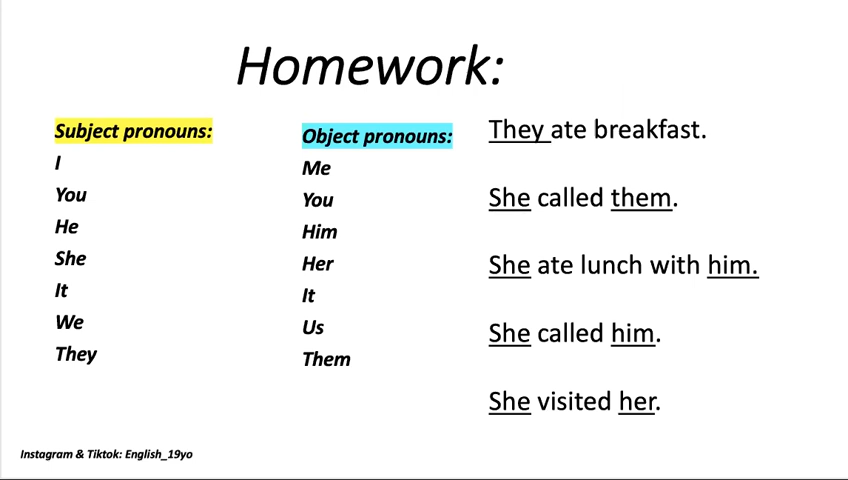 Homework:
Subject pronouns:
I
You
He
She
It
We
They
Object pronouns:
Me
You
Him
Her
It
Us
Them
They ate breakfast.
She called them.
She ate lunch with him.
She called him.
She visited her.
Instagram & Tiktok: English_19yo